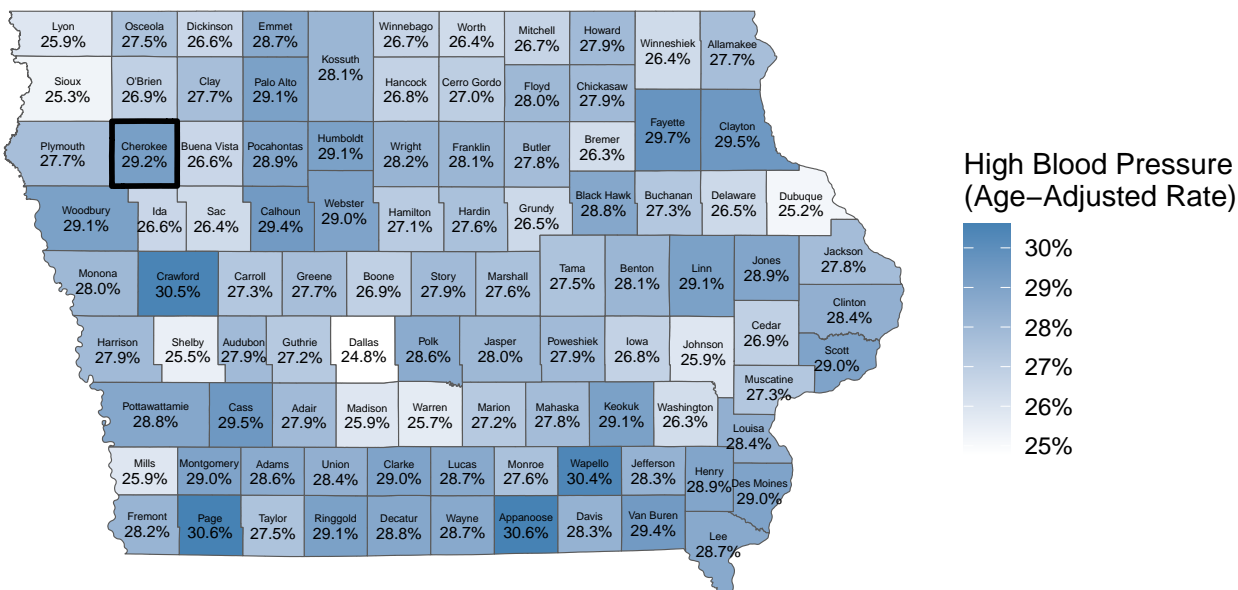 Lyon
25.9%
Osceola
27.5%
Dickinson
26.6%
Emmet
28.7%
Kossuth
28.1%
Winnebago
26.7%
Worth
26.4%
Mitchell
26.7%
Howard
27.9%
Winneshiek
26.4%
Allamakee
27.7%
Sioux
25.3%
O'Brien
26.9%
Clay
27.7%
Palo Alto
29.1%
Hancock
26.8%
Cerro Gordo
27.0%
Floyd
28.0%
Chickasaw
27.9%
Fayette
29.7%
Clayton
29.5%
Plymouth
27.7%
Cherokee
29.2%
Buena Vista
26.6%
Pocahontas
28.9%
Humboldt
29.1%
Wright
28.2%
Franklin
28.1%
Butler
27.8%
Bremer
26.3%
Woodbury
29.1%
Ida
26.6%
Sac
26.4%
Calhoun
29.4%
Webster
29.0%
Hamilton
27.1%
Hardin
27.6%
Grundy
26.5%
Black Hawk
28.8%
Buchanan
27.3%
Delaware
26.5%
Dubuque
25.2%
Monona
28.0%
Crawford
30.5%
Carroll
27.3%
Greene
27.7%
Boone
26.9%
Story
27.9%
Marshall
27.6%
Tama
27.5%
Benton
28.1%
Linn
29.1%
Jones
28.9%
Jackson
27.8%
Clinton
28.4%
Harrison
27.9%
Shelby
25.5%
Audubon
27.9%
Guthrie
27.2%
Dallas
24.8%
Polk
28.6%
Jasper
28.0%
Poweshiek
27.9%
Iowa
26.8%
Johnson
25.9%
Cedar
26.9%
Scott
29.0%
Muscatine
27.3%
Pottawattamie
28.8%
Cass
29.5%
Adair
27.9%
Madison
25.9%
Warren
25.7%
Marion
27.2%
Mahaska
27.8%
Keokuk
29.1%
Washington
26.3%
Louisa
28.4%
Mills
25.9%
Montgomery
29.0%
Adams
28.6%
Union
28.4%
Clarke
29.0%
Lucas
28.7%
Monroe
27.6%
Wapello
30.4%
Jefferson
28.3%
Henry
28.9%
Des Moines
29.0%
Fremont
28.2%
Page
30.6%
Taylor
27.5%
Ringgold
29.1%
Decatur
28.8%
Wayne
28.7%
Appanoose
30.6%
Davis
28.3%
Van Buren
29.4%
Lee
28.7%
High Blood Pressure
(Age−Adjusted Rate)
30%
29%
28%
27%
26%
25%